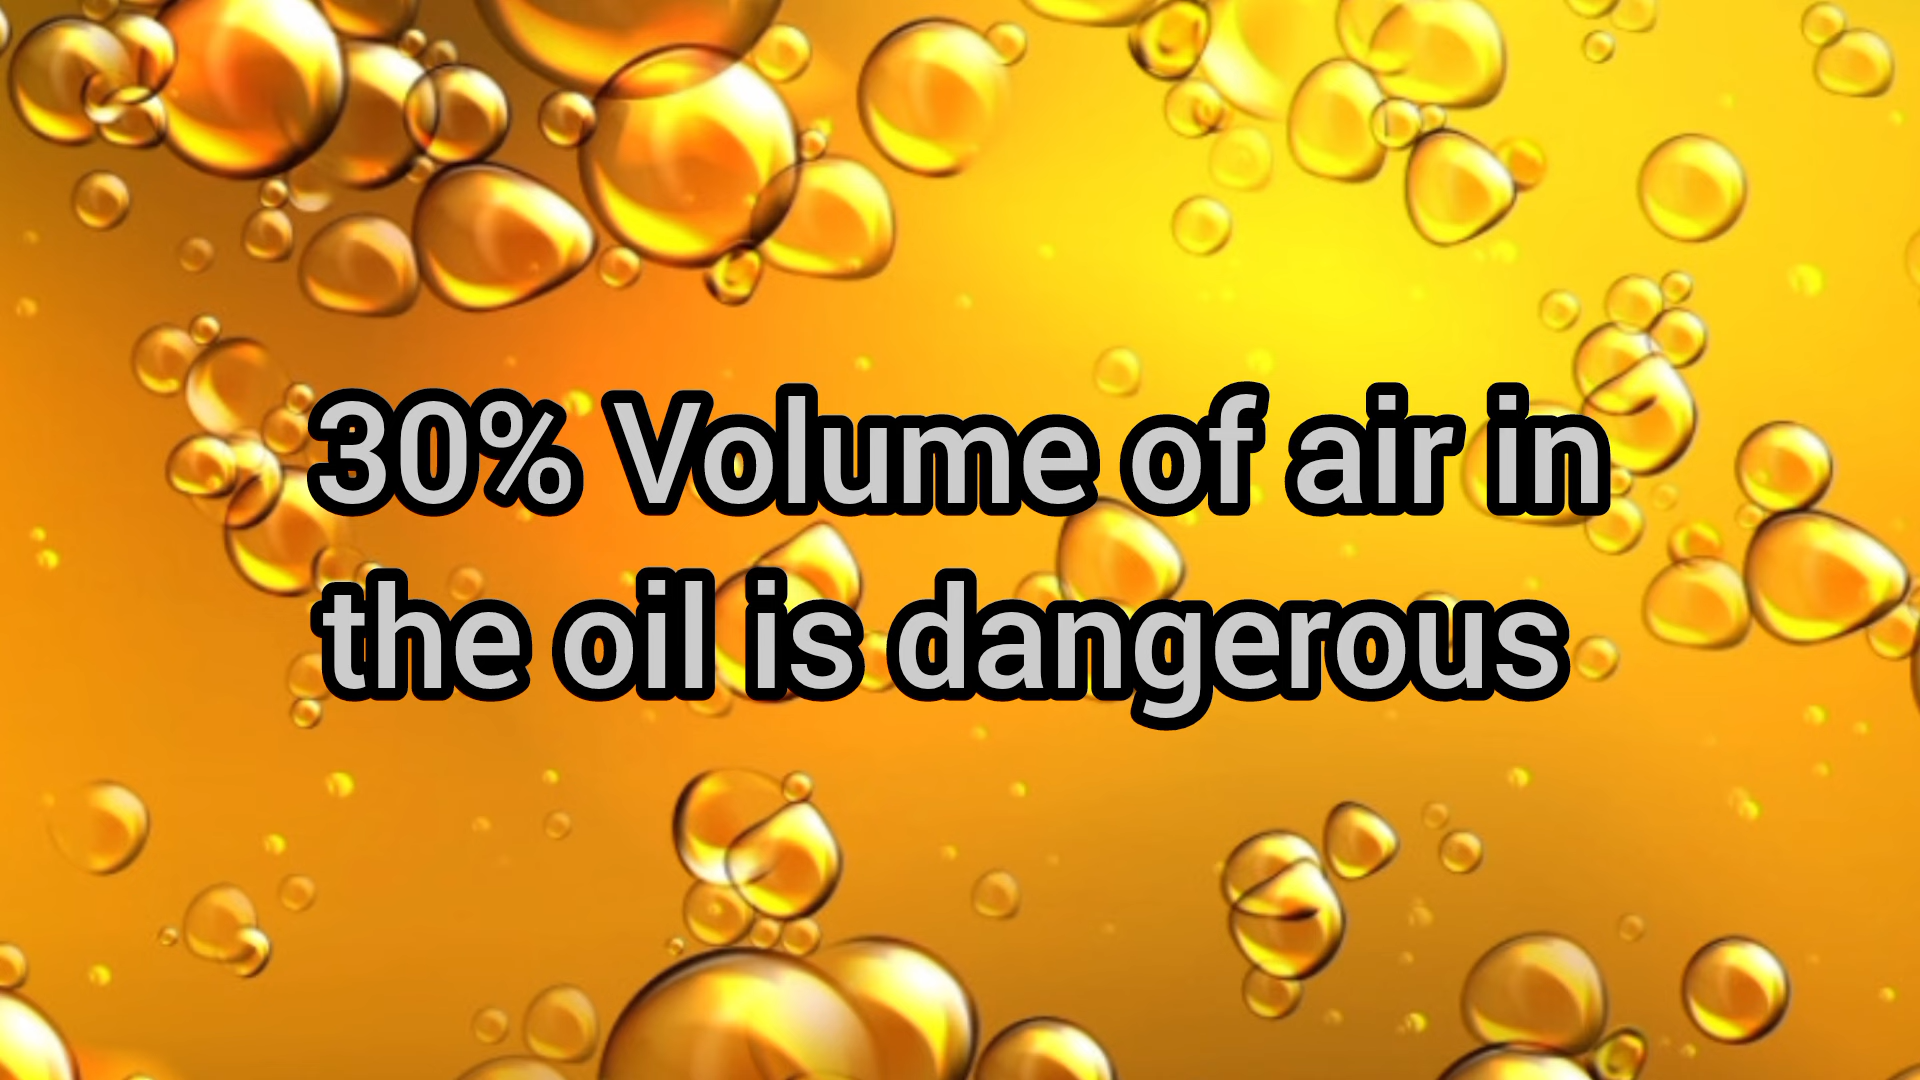 30% Volume of air in
the oil is dangerous